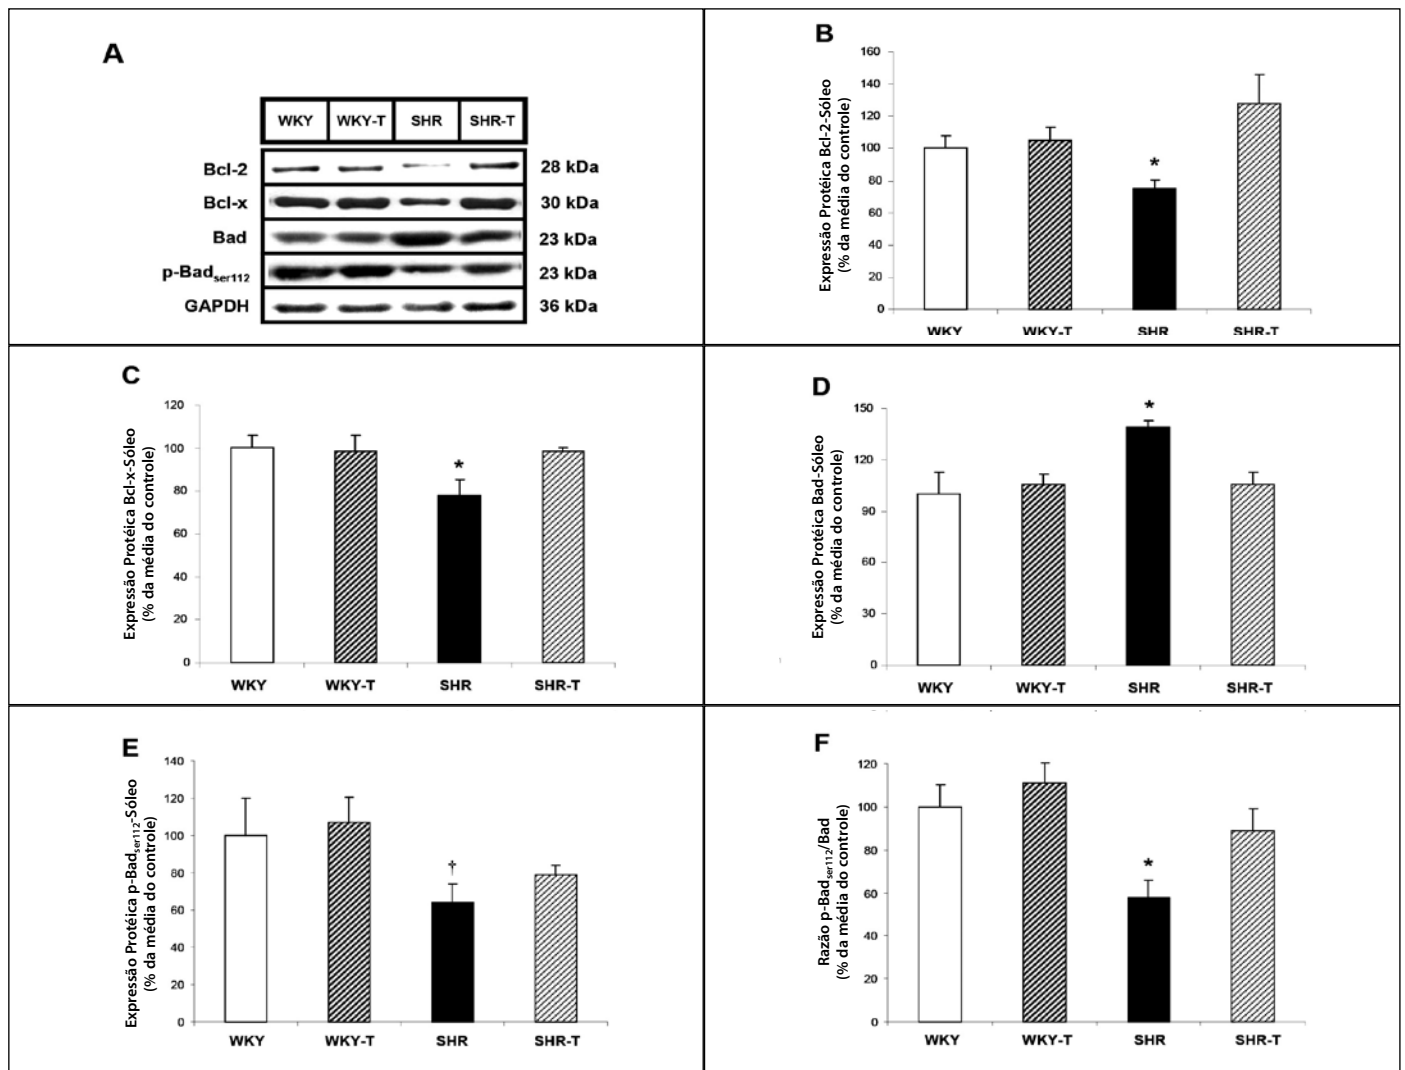 A
WKY WKY-T SHR SHR-T
Bcl-2 28 kDa
Bcl-x 30 kDa
Bad 23 kDa
p-Badser112 23 kDa
GAPDH 36 kDa
B
Expressão Protéica Bcl-2-Sóleo
(% da média do controle)
160
140
120
100
80
60
40
20
0
*
WKY WKY-T SHR SHR-T
C
Expressão Protéica Bcl-x-Sóleo
(% da média do controle)
120
100
80
60
40
20
0
*
WKY WKY-T SHR SHR-T
D
Expressão Protéica Bad-Sóleo
(% da média do controle)
150
120
90
60
30
0
*
WKY WKY-T SHR SHR-T
E
Expressão Protéica p-Badser112-Sóleo
(% da média do controle)
140
120
100
80
60
40
20
0
†
WKY WKY-T SHR SHR-T
F
Razão p-Badser112/Bad
(% da média do controle)
120
100
80
60
40
20
0
*
WKY WKY-T SHR SHR-T